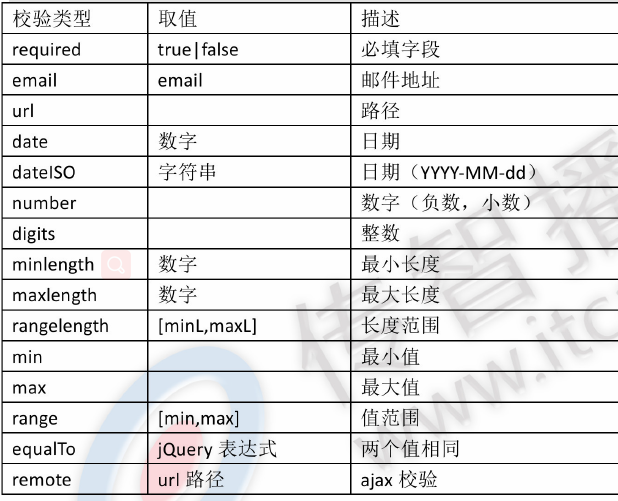 校验类型 取值 描述
required true|false 必填字段
email email 邮件地址
url 路径
date 数字 日期
dateISO 字符串 日期（YYYY-MM-dd）
number 数字（负数，小数）
digits 整数
minlength 数字 最小长度
maxlength 数字 最大长度
rangelength [minL,maxL] 长度范围
min 最小值
max 最大值
range [min,max] 值范围
equalTo jQuery 表达式 两个值相同
remote url 路径 ajax 校验
传智播
www.itc